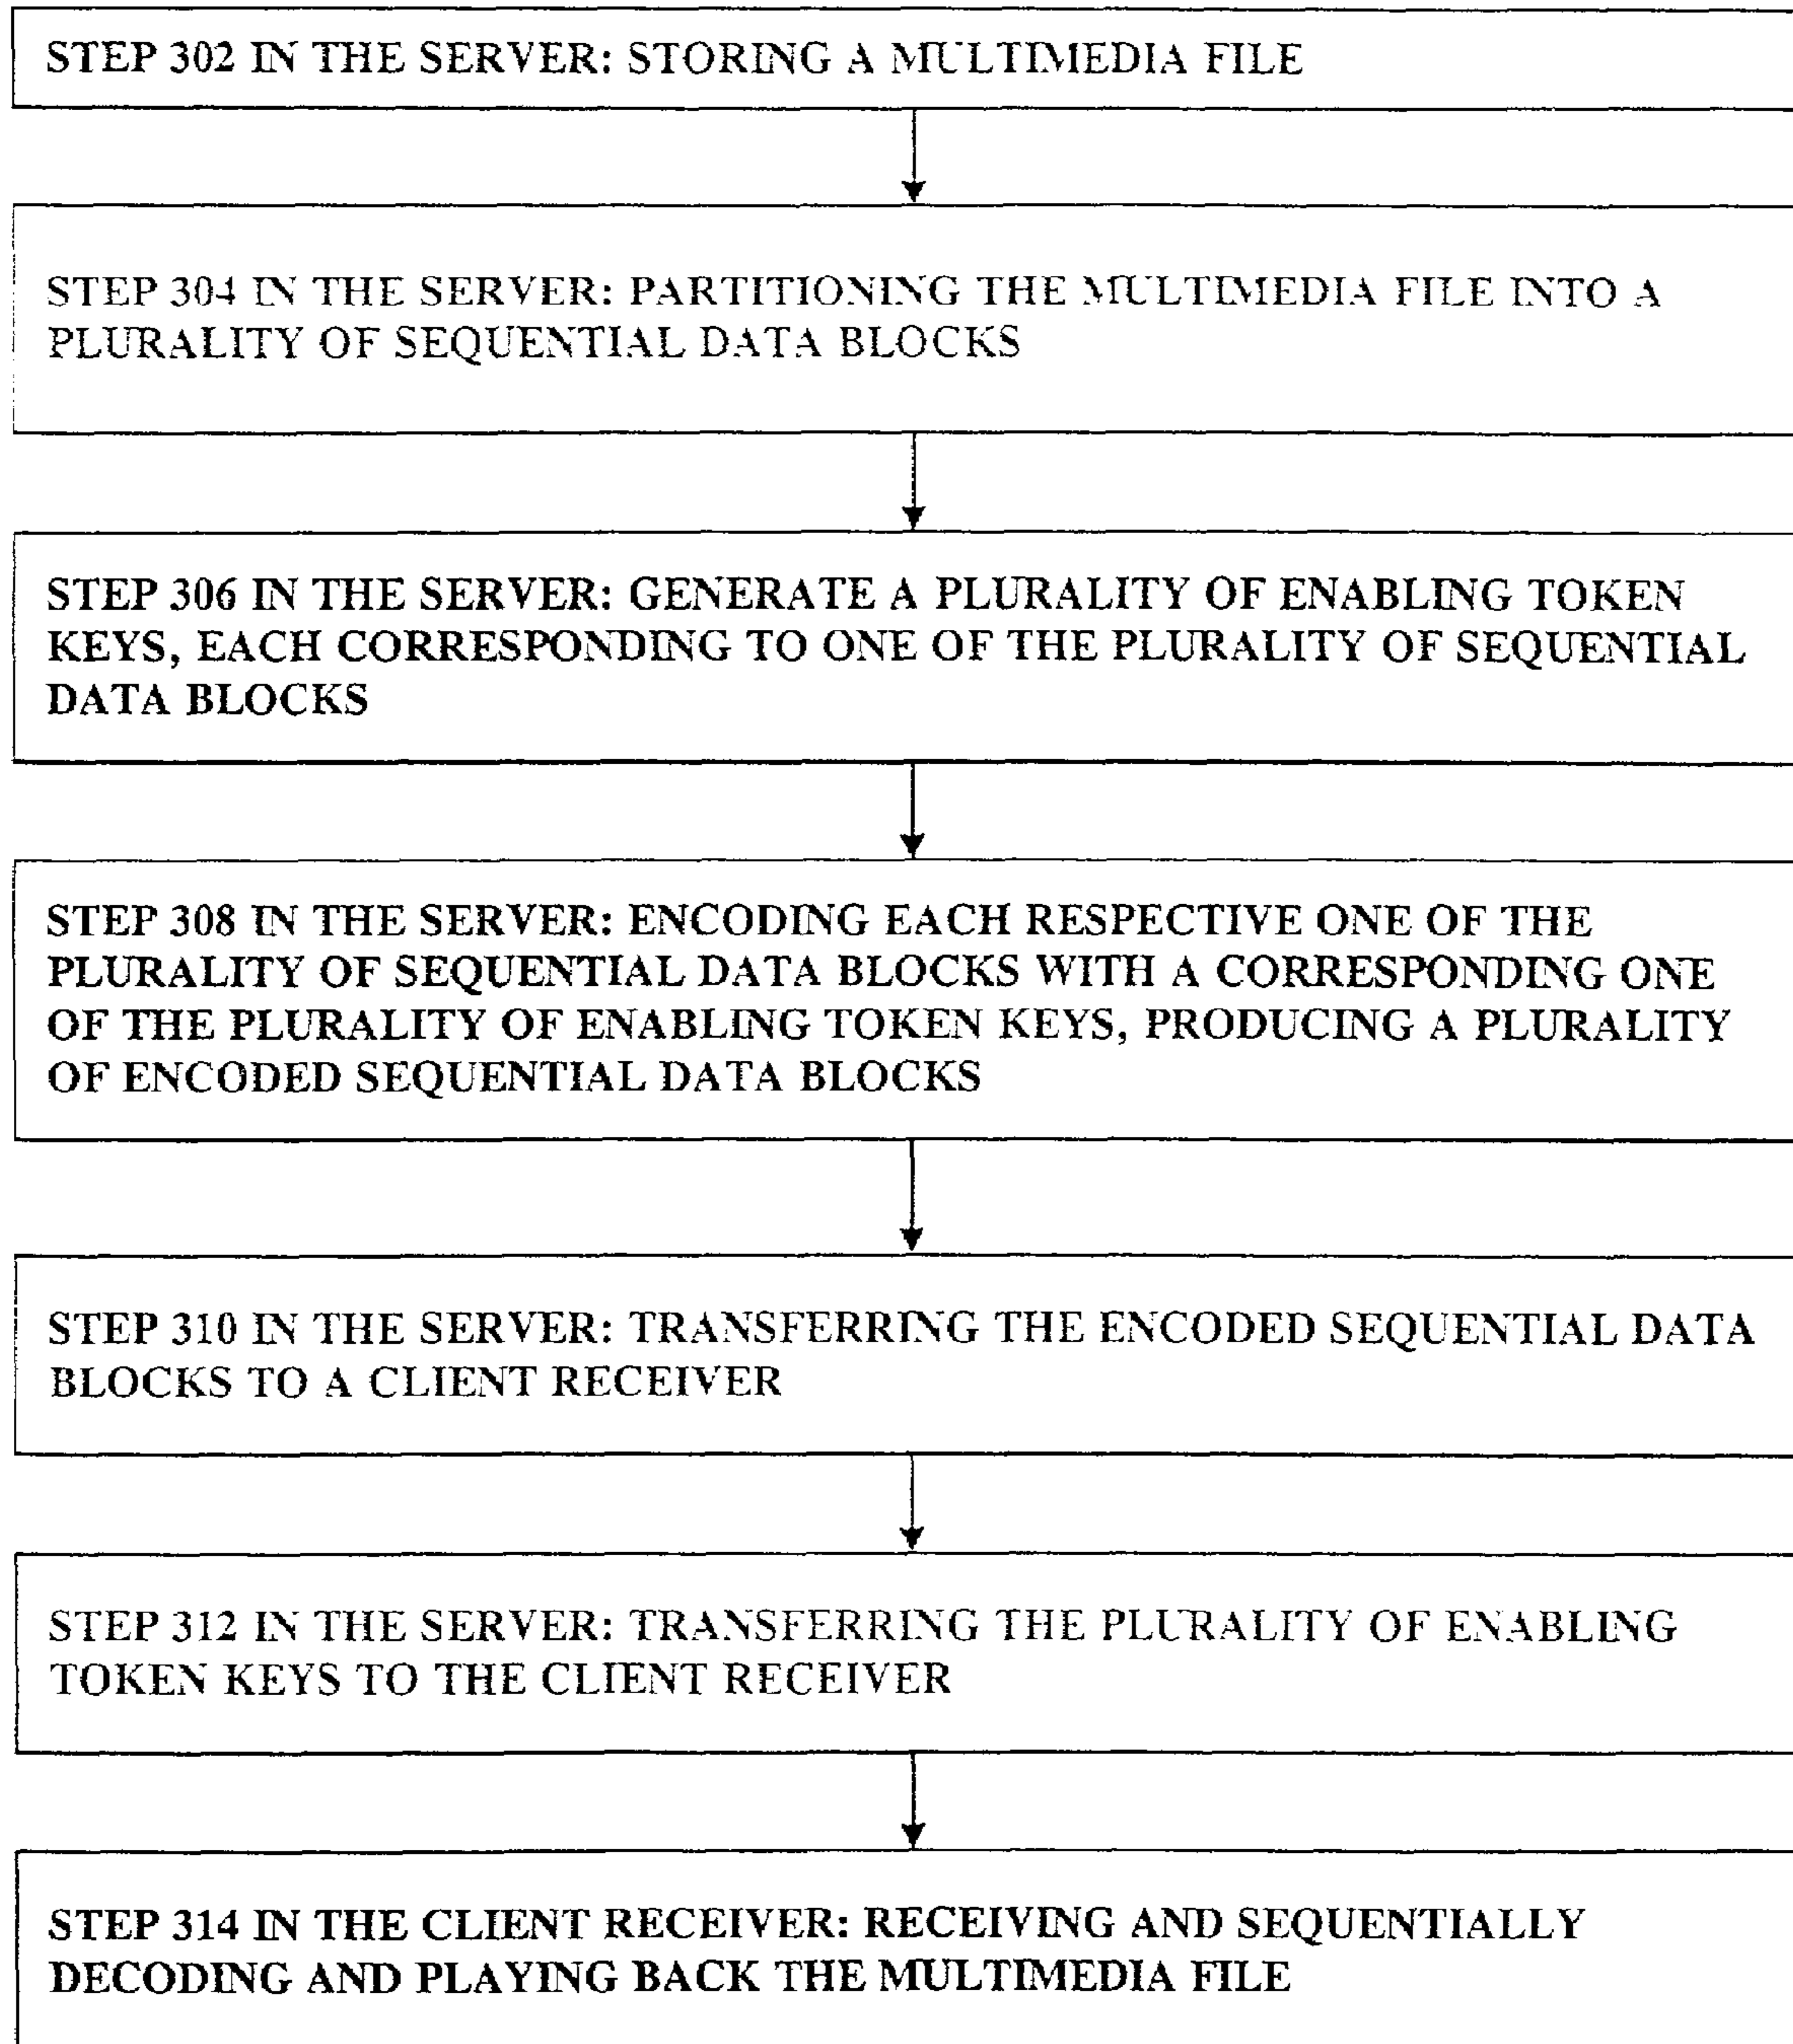 STEP 302 IN THE SERVER: STORING A MULTIMEDIA FILE
STEP 304 IN THE SERVER: PARTITIONING THE MULTIMEDIA FILE INTO A
PLURALITY OF SEQUENTIAL DATA BLOCKS
STEP 306 IN THE SERVER: GENERATE A PLURALITY OF ENABLING TOKEN
KEYS, EACH CORRESPONDING TO ONE OF THE PLURALITY OF SEQUENTIAL
DATA BLOCKS
STEP 308 IN THE SERVER: ENCODING EACH RESPECTIVE ONE OF THE
PLURALITY OF SEQUENTIAL DATA BLOCKS WITH A CORRESPONDING ONE
OF THE PLURALITY OF ENABLING TOKEN KEYS, PRODUCING A PLURALITY
OF ENCODED SEQUENTIAL DATA BLOCKS
STEP 310 IN THE SERVER: TRANSFERRING THE ENCODED SEQUENTIAL DATA
BLOCKS TO A CLIENT RECEIVER
STEP 312 IN THE SERVER: TRANSFERRING THE PLURALITY OF ENABLING
TOKEN KEYS TO THE CLIENT RECEIVER
STEP 314 IN THE CLIENT RECEIVER: RECEIVING AND SEQUENTIALLY
DECODING AND PLAYING BACK THE MULTIMEDIA FILE